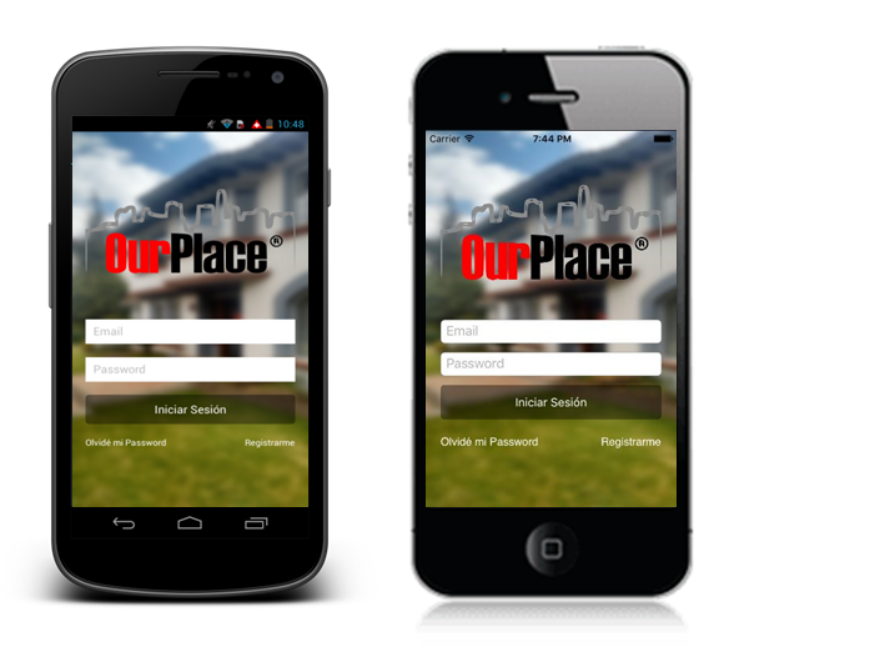 10:48
OurPlace®
Email
Password
Iniciar Sesión
Olvidé mi Password Registrarme
Carrier 7:44 PM
OurPlace®
Email
Password
Iniciar Sesión
Olvidé mi Password Registrarme